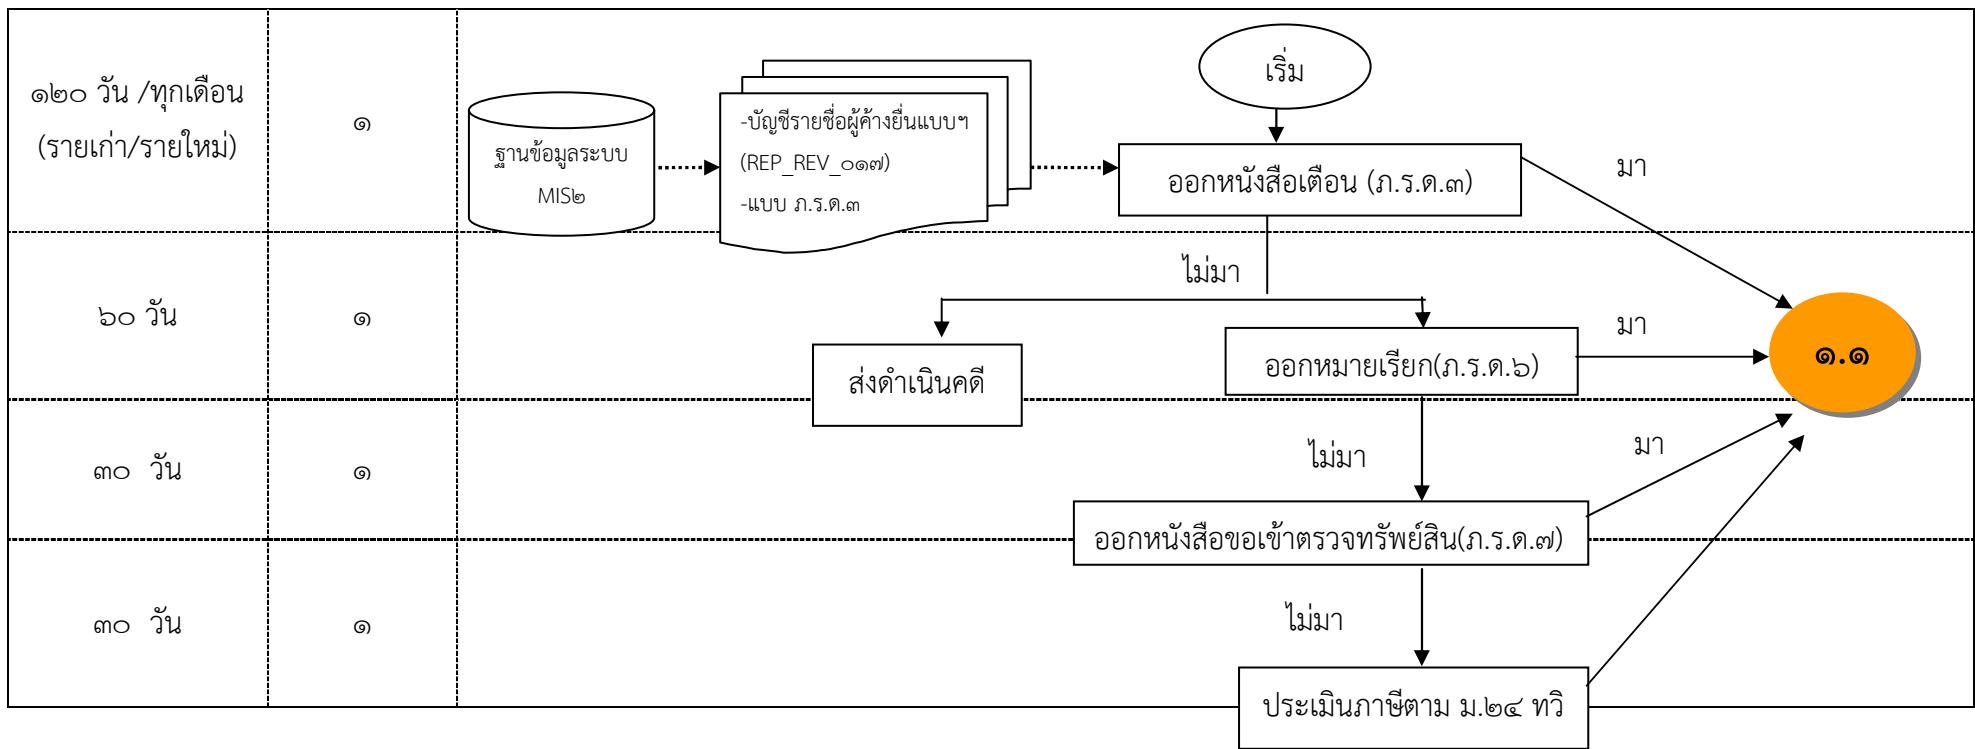 ๑๒๐ วัน /ทุกเดือน
(รายเก่า/รายใหม่)
๑
ฐานข้อมูลระบบ
MIS๒
-บัญชีรายชื่อผู้ค้างยื่นแบบฯ
(REP_REV_๐๑๗)
-แบบ ภ.ร.ด.๓
เริ่ม
ออกหนังสือเตือน (ภ.ร.ด.๓)
มา
๖๐ วัน
๑
ไม่มา
ส่งดำเนินคดี
ออกหมายเรียก(ภ.ร.ด.๖)
มา
๑.๑
๓๐ วัน
๑
ไม่มา
มา
ออกหนังสือขอเข้าตรวจทรัพย์สิน(ภ.ร.ด.๗)
๓๐ วัน
๑
ไม่มา
ประเมินภาษีตาม ม.๒๔ ทวิ